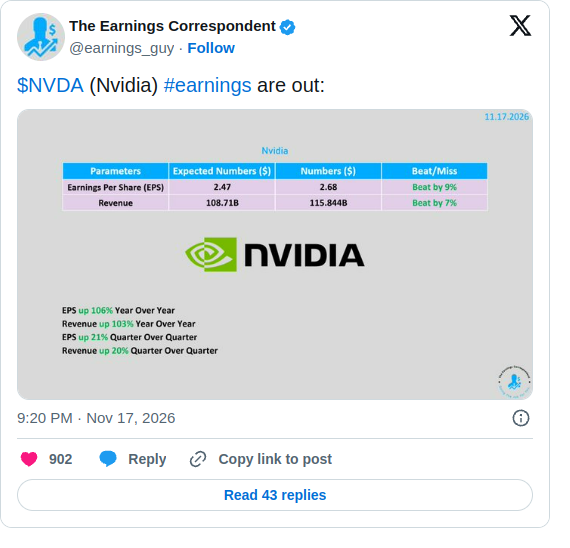 The Earnings Correspondent
@earnings_guy · Follow
$NVDA (Nvidia) #earnings are out:
11.17.2026
Nvidia
Parameters Expected Numbers ($) Numbers ($) Beat/Miss
Earnings Per Share (EPS) 2.47 2.68 Beat by 9%
Revenue 108.71B 115.844B Beat by 7%
NVIDIA
EPS up 106% Year Over Year
Revenue up 103% Year Over Year
EPS up 21% Quarter Over Quarter
Revenue up 20% Quarter Over Quarter
9:20 PM · Nov 17, 2026
902 Reply Copy link to post
Read 43 replies